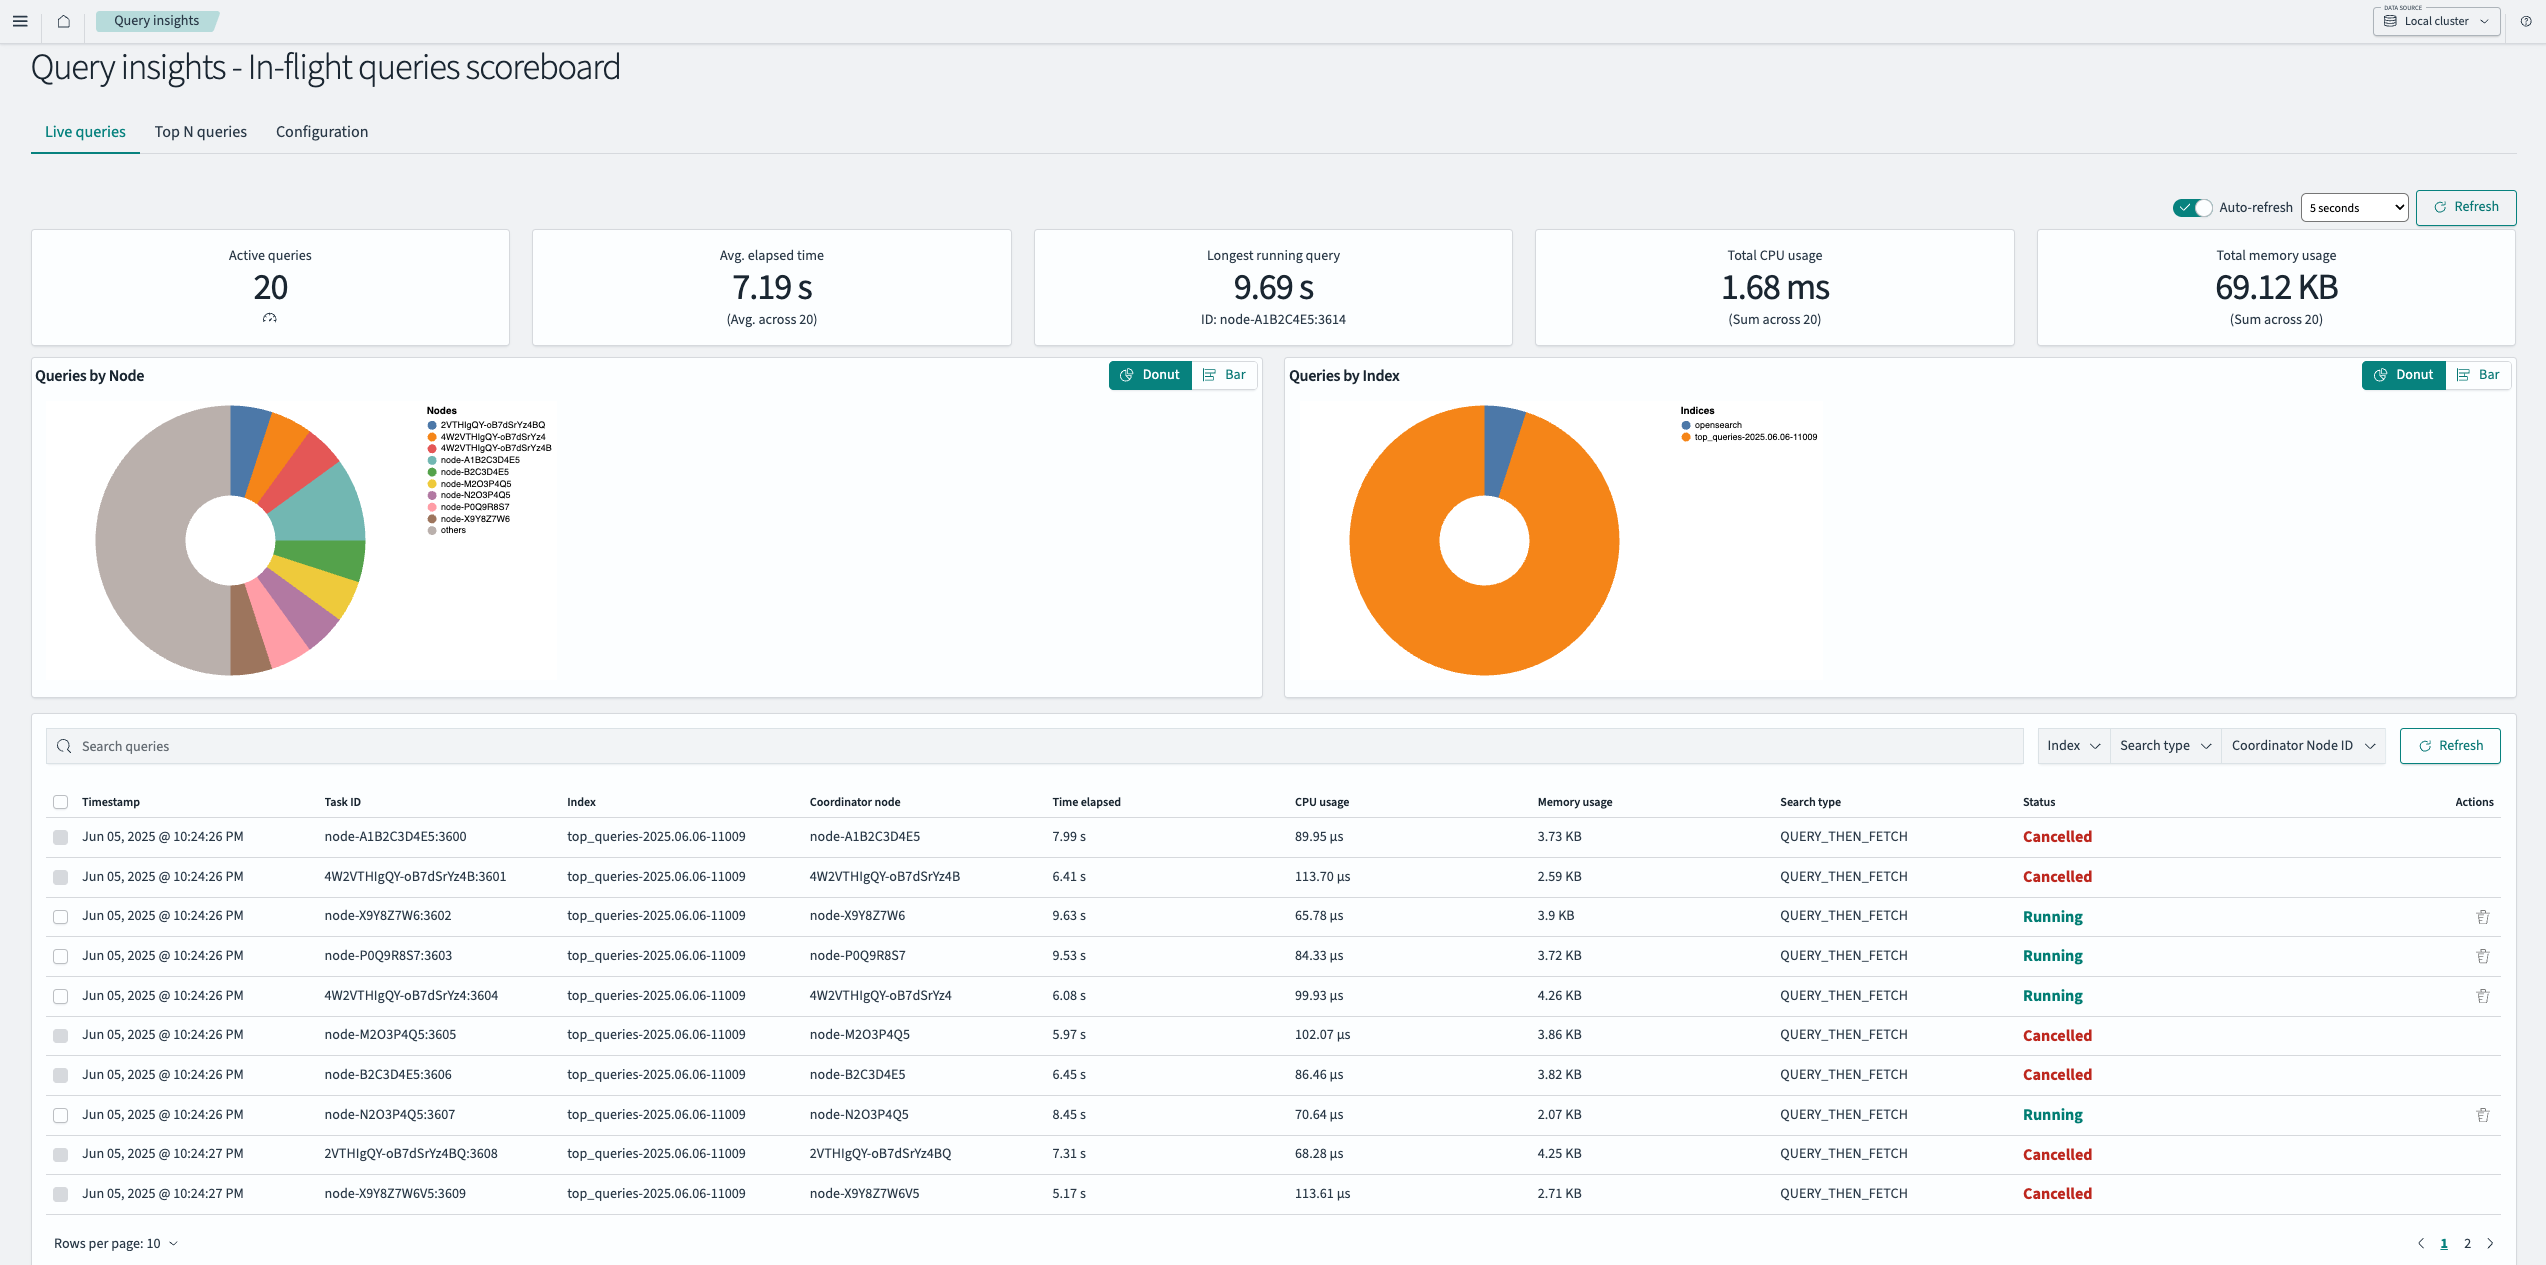 Query insights
DATA SOURCE
Local cluster
Query insights - In-flight queries scoreboard
Live queries Top N queries Configuration
Auto-refresh 5 seconds Refresh
Active queries
20
Avg. elapsed time
7.19 s
(Avg. across 20)
Longest running query
9.69 s
ID: node-A1B2C4E5:3614
Total CPU usage
1.68 ms
(Sum across 20)
Total memory usage
69.12 KB
(Sum across 20)
Queries by Node
Donut Bar
Nodes
2VTHIgQY-oB7dSrYz4BQ
4W2VTHIgQY-oB7dSrYz4
4W2VTHIgQY-oB7dSrYz4B
node-A1B2C3D4E5
node-B2C3D4E5
node-M2O3P4Q5
node-N2O3P4Q5
node-P0Q9R8S7
node-X9Y8Z7W6
others
Queries by Index
Donut Bar
Indices
opensearch
top_queries-2025.06.06-11009
Search queries Index Search type Coordinator Node ID Refresh
Timestamp Task ID Index Coordinator node Time elapsed CPU usage Memory usage Search type Status Actions
Jun 05, 2025 @ 10:24:26 PM node-A1B2C3D4E5:3600 top_queries-2025.06.06-11009 node-A1B2C3D4E5 7.99 s 89.95 µs 3.73 KB QUERY_THEN_FETCH Cancelled
Jun 05, 2025 @ 10:24:26 PM 4W2VTHIgQY-oB7dSrYz4B:3601 top_queries-2025.06.06-11009 4W2VTHIgQY-oB7dSrYz4B 6.41 s 113.70 µs 2.59 KB QUERY_THEN_FETCH Cancelled
Jun 05, 2025 @ 10:24:26 PM node-X9Y8Z7W6:3602 top_queries-2025.06.06-11009 node-X9Y8Z7W6 9.63 s 65.78 µs 3.9 KB QUERY_THEN_FETCH Running
Jun 05, 2025 @ 10:24:26 PM node-P0Q9R8S7:3603 top_queries-2025.06.06-11009 node-P0Q9R8S7 9.53 s 84.33 µs 3.72 KB QUERY_THEN_FETCH Running
Jun 05, 2025 @ 10:24:26 PM 4W2VTHIgQY-oB7dSrYz4:3604 top_queries-2025.06.06-11009 4W2VTHIgQY-oB7dSrYz4 6.08 s 99.93 µs 4.26 KB QUERY_THEN_FETCH Running
Jun 05, 2025 @ 10:24:26 PM node-M2O3P4Q5:3605 top_queries-2025.06.06-11009 node-M2O3P4Q5 5.97 s 102.07 µs 3.86 KB QUERY_THEN_FETCH Cancelled
Jun 05, 2025 @ 10:24:26 PM node-B2C3D4E5:3606 top_queries-2025.06.06-11009 node-B2C3D4E5 6.45 s 86.46 µs 3.82 KB QUERY_THEN_FETCH Cancelled
Jun 05, 2025 @ 10:24:26 PM node-N2O3P4Q5:3607 top_queries-2025.06.06-11009 node-N2O3P4Q5 8.45 s 70.64 µs 2.07 KB QUERY_THEN_FETCH Running
Jun 05, 2025 @ 10:24:27 PM 2VTHIgQY-oB7dSrYz4BQ:3608 top_queries-2025.06.06-11009 2VTHIgQY-oB7dSrYz4BQ 7.31 s 68.28 µs 4.25 KB QUERY_THEN_FETCH Cancelled
Jun 05, 2025 @ 10:24:27 PM node-X9Y8Z7W6V5:3609 top_queries-2025.06.06-11009 node-X9Y8Z7W6V5 5.17 s 113.61 µs 2.71 KB QUERY_THEN_FETCH Cancelled
Rows per page: 10 1 2